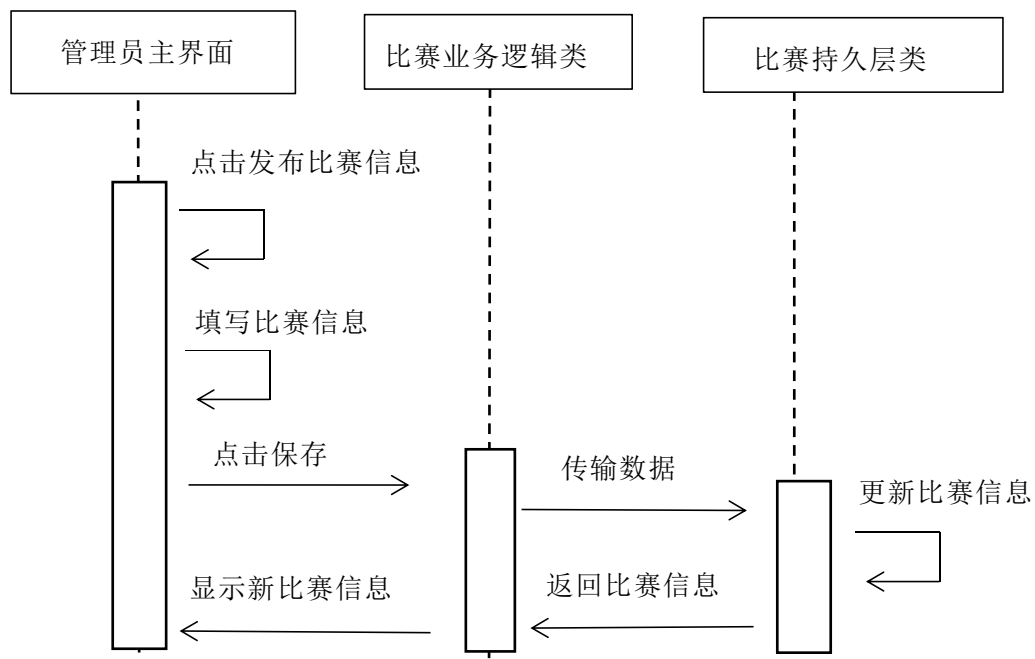 管理员主界面
比赛业务逻辑类
比赛持久层类
点击发布比赛信息
填写比赛信息
点击保存
传输数据
更新比赛信息
显示新比赛信息
返回比赛信息